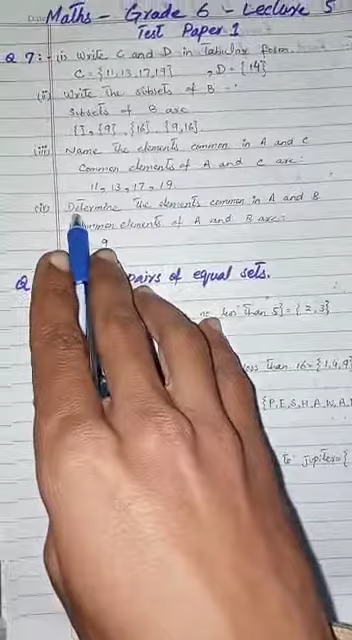 Maths - Grade 6 - Lecture 5
Test Paper 1
Q 7:- (i) Write C and D in tabular form.
C = {11,13,17,19} , D = {14}
(ii) Write the subsets of B -
Subsets of B are
{ }, {9} {16} {9,16}
(iii) Name the elements common in A and C
Common elements of A and C are:
11, 13, 17, 19
(iv) Determine the elements common in A and B
elements of A and B are:
9
Q pairs of equal sets.
than 5} = {2,3}
than 16 = {1,4,9}
{P,E,S,H,A,W,A,
to Jupiter = {